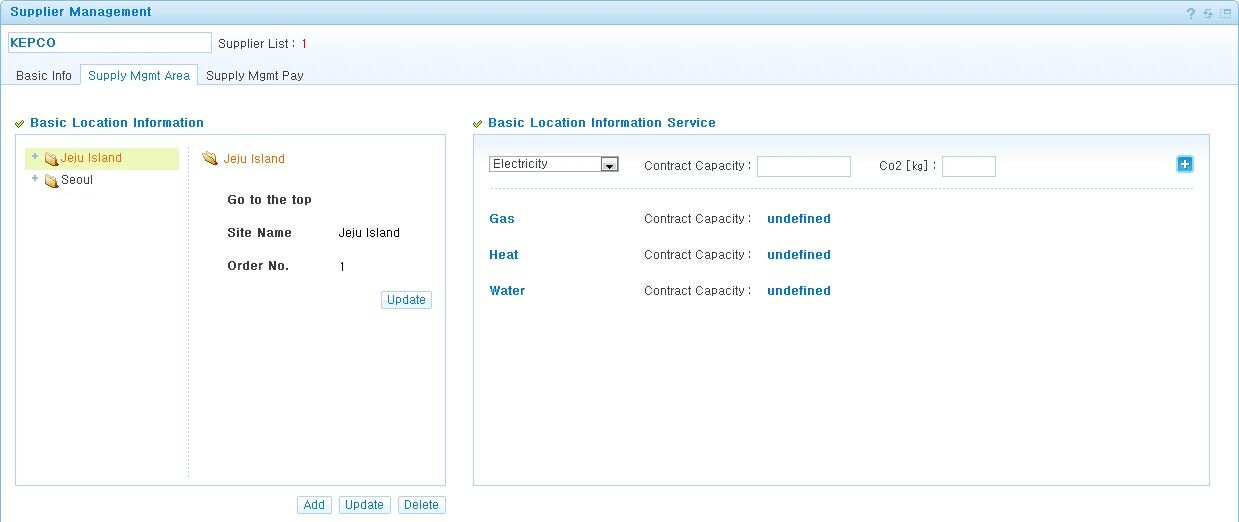 Supplier Management
?
KEPCO Supplier List : 1
Basic Info Supply Mgmt Area Supply Mgmt Pay
Basic Location Information
Jeju Island
Seoul
Jeju Island
Go to the top
Site Name Jeju Island
Order No. 1
Update
Add Update Delete
Basic Location Information Service
Electricity Contract Capacity : Co2 [㎏] :
Gas Contract Capacity : undefined
Heat Contract Capacity : undefined
Water Contract Capacity : undefined